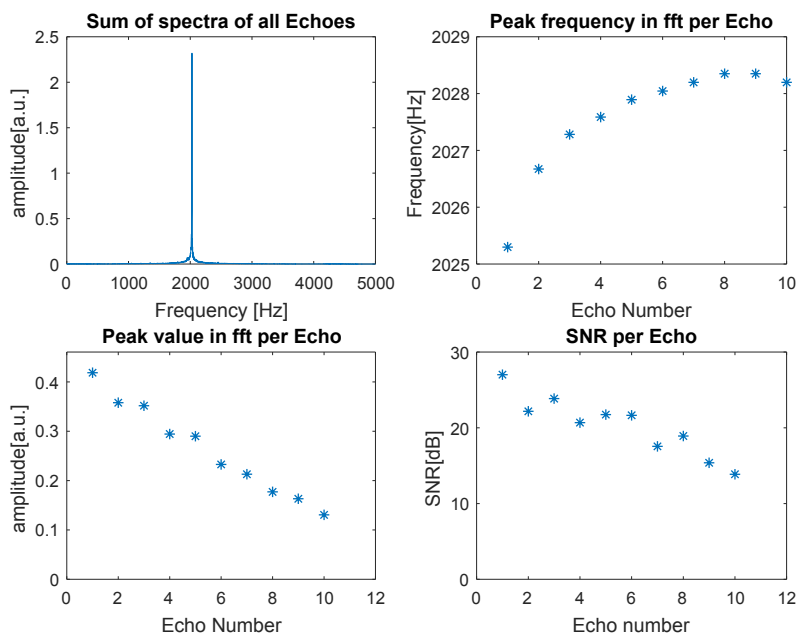 Sum of spectra of all Echoes
2.5
2
1.5
1
0.5
0
amplitude[a.u.]
0 1000 2000 3000 4000 5000
Frequency [Hz]
Peak frequency in fft per Echo
2029
2028
2027
2026
2025
Frequency[Hz]
0 2 4 6 8 10
Echo Number
Peak value in fft per Echo
0.4
0.3
0.2
0.1
0
amplitude[a.u.]
0 2 4 6 8 10 12
Echo Number
SNR per Echo
30
20
10
0
SNR[dB]
0 2 4 6 8 10 12
Echo number